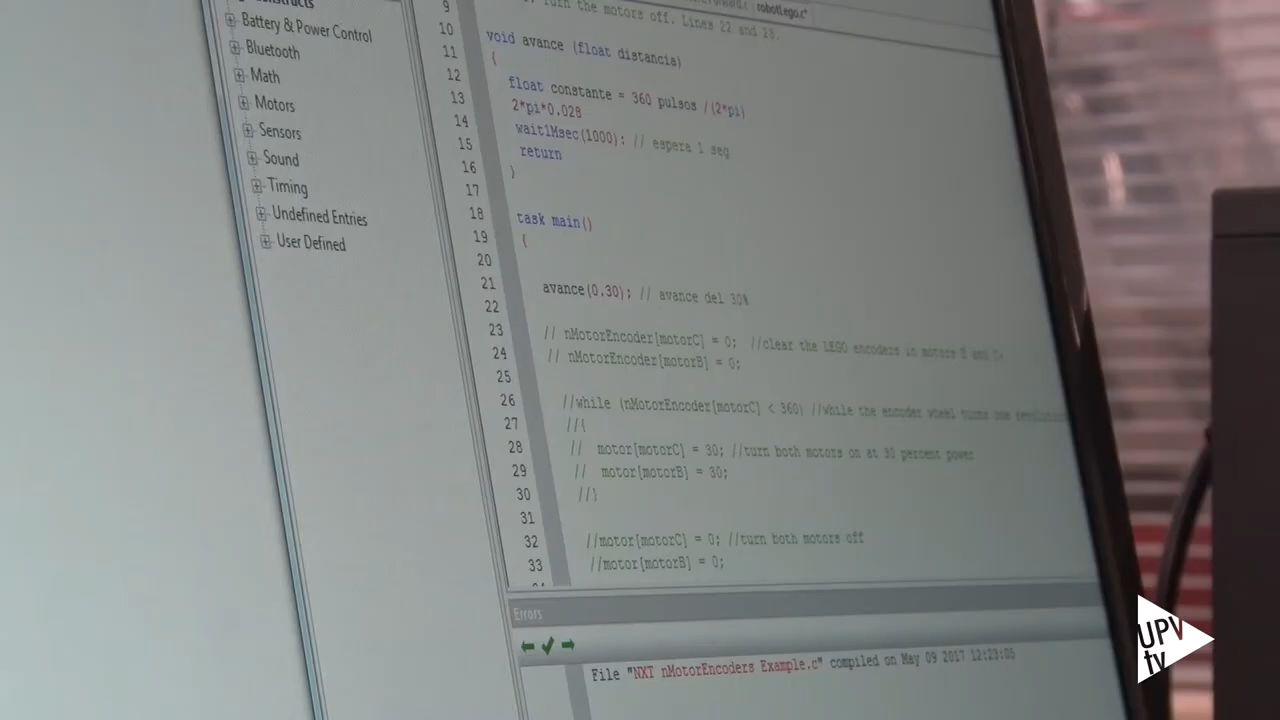 Battery & Power Control
Bluetooth
Math
Motors
Sensors
Sound
Timing
Undefined Entries
User Defined
robotLego.c*
9 the motors off. Lines 22 and
10
11 void avance (float distancia)
12 {
13 float constante = 360 pulsos /(2*pi)
14 2*pi*0.028
15 wait1Msec(1000); // espera 1 seg
16 return
17 }
18
19 task main()
20 {
21
22 avance(0.30); // avance del 30%
23
24 // nMotorEncoder[motorC] = 0; //clear the LEGO encoders in motors B and C
25 // nMotorEncoder[motorB] = 0;
26
27 //while (nMotorEncoder[motorC] < 360) //while the encoder wheel turns one revolution
28 //{
29 // motor[motorC] = 30; //turn both motors on at 30 percent power
30 // motor[motorB] = 30;
31 //}
32
33 //motor[motorC] = 0; //turn both motors off
//motor[motorB] = 0;
Errors
File "NXT nMotorEncoders Example.c" compiled on May 09 2017 12:23:05
UPV
tv